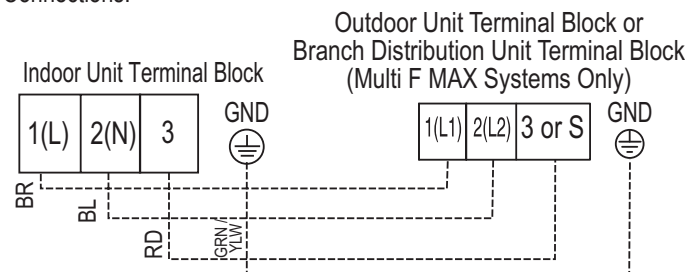 Connections.
Outdoor Unit Terminal Block or
Branch Distribution Unit Terminal Block
(Multi F MAX Systems Only)
Indoor Unit Terminal Block
GND
GND
1(L) 2(N) 3
1(L1) 2(L2) 3 or S
BR
BL
RD
GRN/
YLW